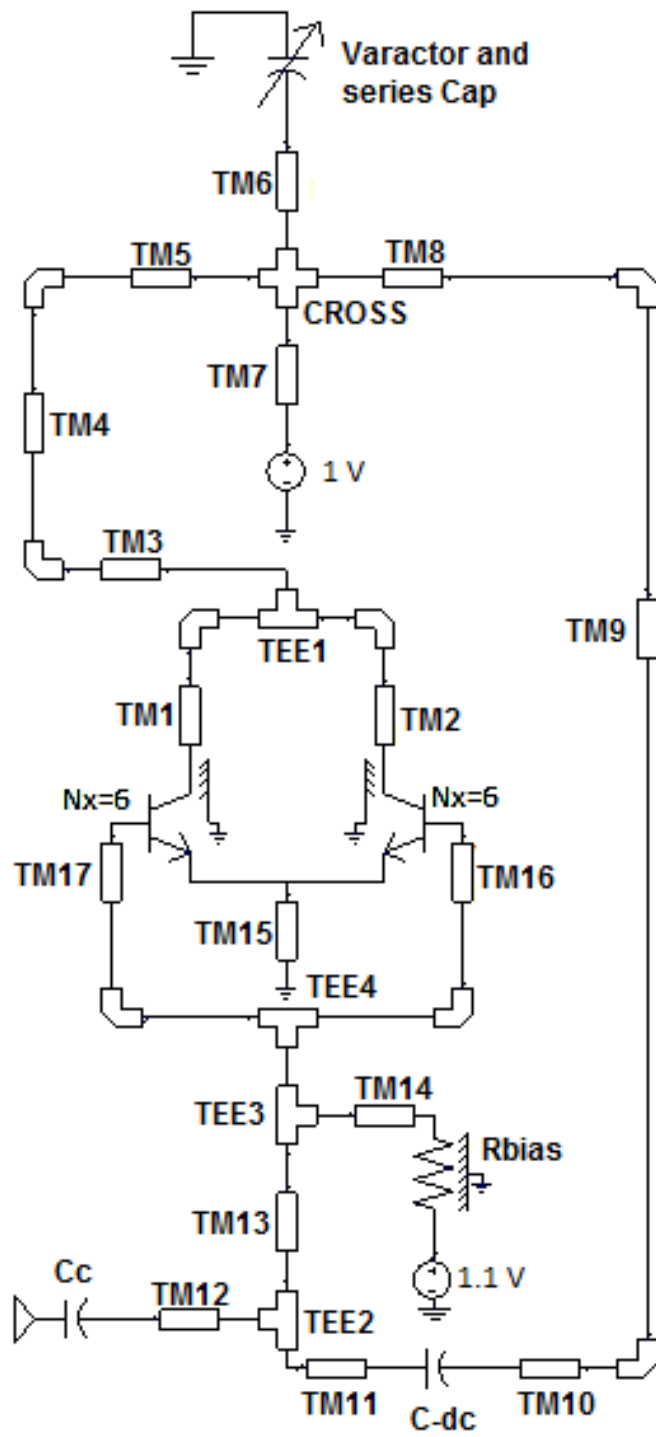 Varactor and
series Cap
TM6
TM5
TM8
CROSS
TM7
TM4
1 V
TM3
TM9
TEE1
TM1
TM2
Nx=6
Nx=6
TM17
TM16
TM15
TEE4
TM14
TEE3
Rbias
TM13
Cc
1.1 V
TM12
TEE2
TM11
TM10
C-dc